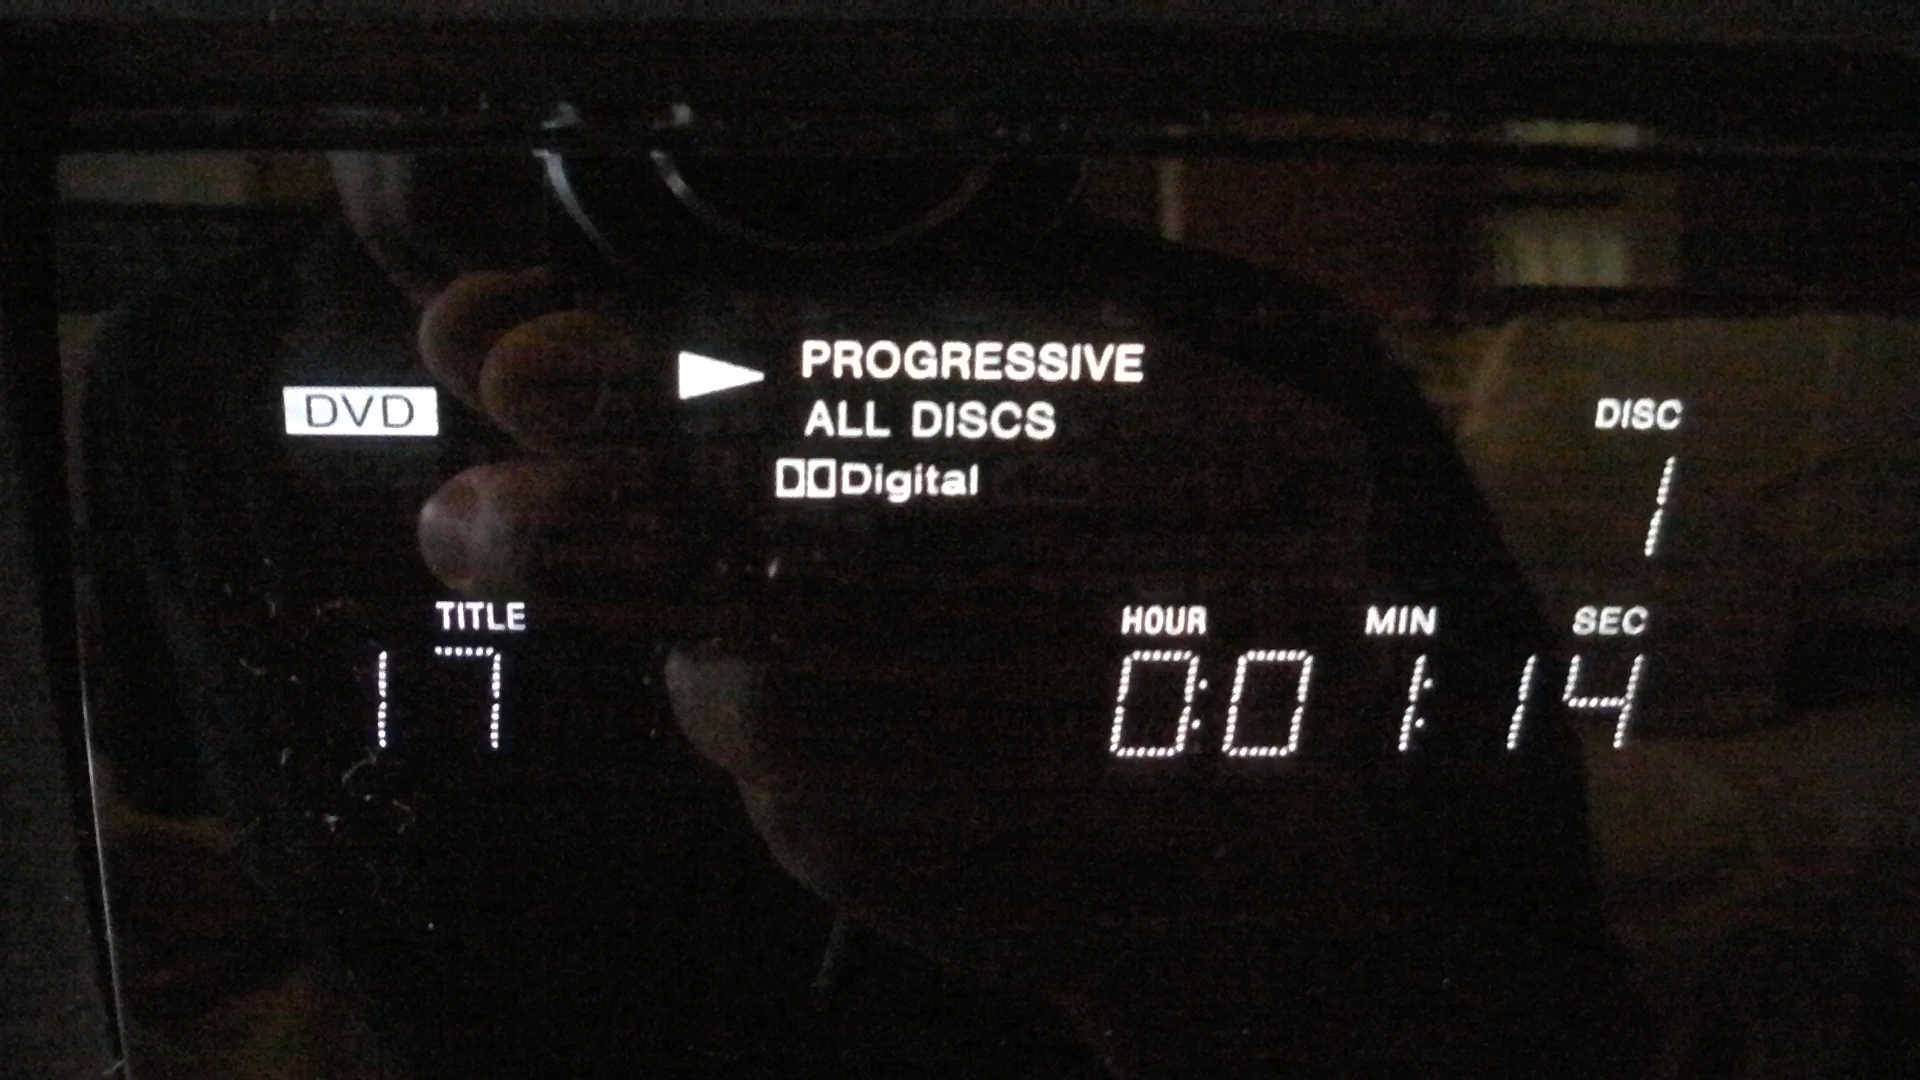 PROGRESSIVE
DVD
ALL DISCS
DISC
Digital
1
TITLE HOUR MIN SEC
17 0:01:14